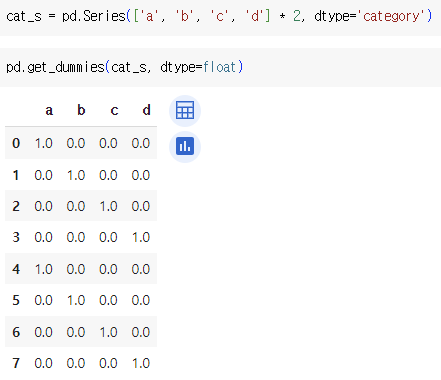 cat_s = pd.Series(['a', 'b', 'c', 'd'] * 2, dtype='category')
pd.get_dummies(cat_s, dtype=float)
a b c d
0 1.0 0.0 0.0 0.0
1 0.0 1.0 0.0 0.0
2 0.0 0.0 1.0 0.0
3 0.0 0.0 0.0 1.0
4 1.0 0.0 0.0 0.0
5 0.0 1.0 0.0 0.0
6 0.0 0.0 1.0 0.0
7 0.0 0.0 0.0 1.0